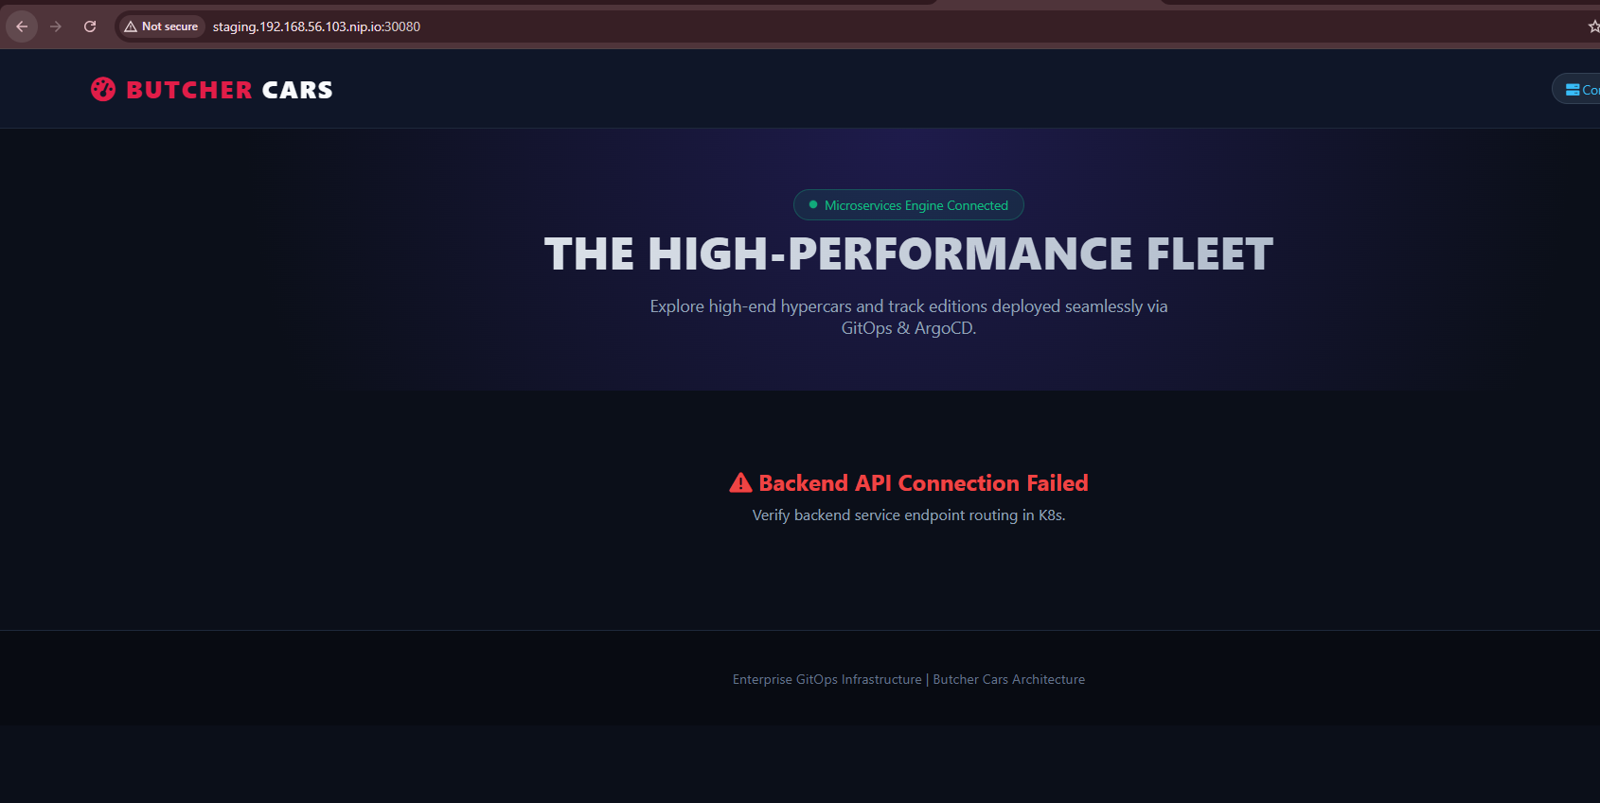 Not secure
staging.192.168.56.103.nip.io:30080
BUTCHER CARS
Microservices Engine Connected
THE HIGH-PERFORMANCE FLEET
Explore high-end hypercars and track editions deployed seamlessly via
GitOps & ArgoCD.
Backend API Connection Failed
Verify backend service endpoint routing in K8s.
Enterprise GitOps Infrastructure | Butcher Cars Architecture